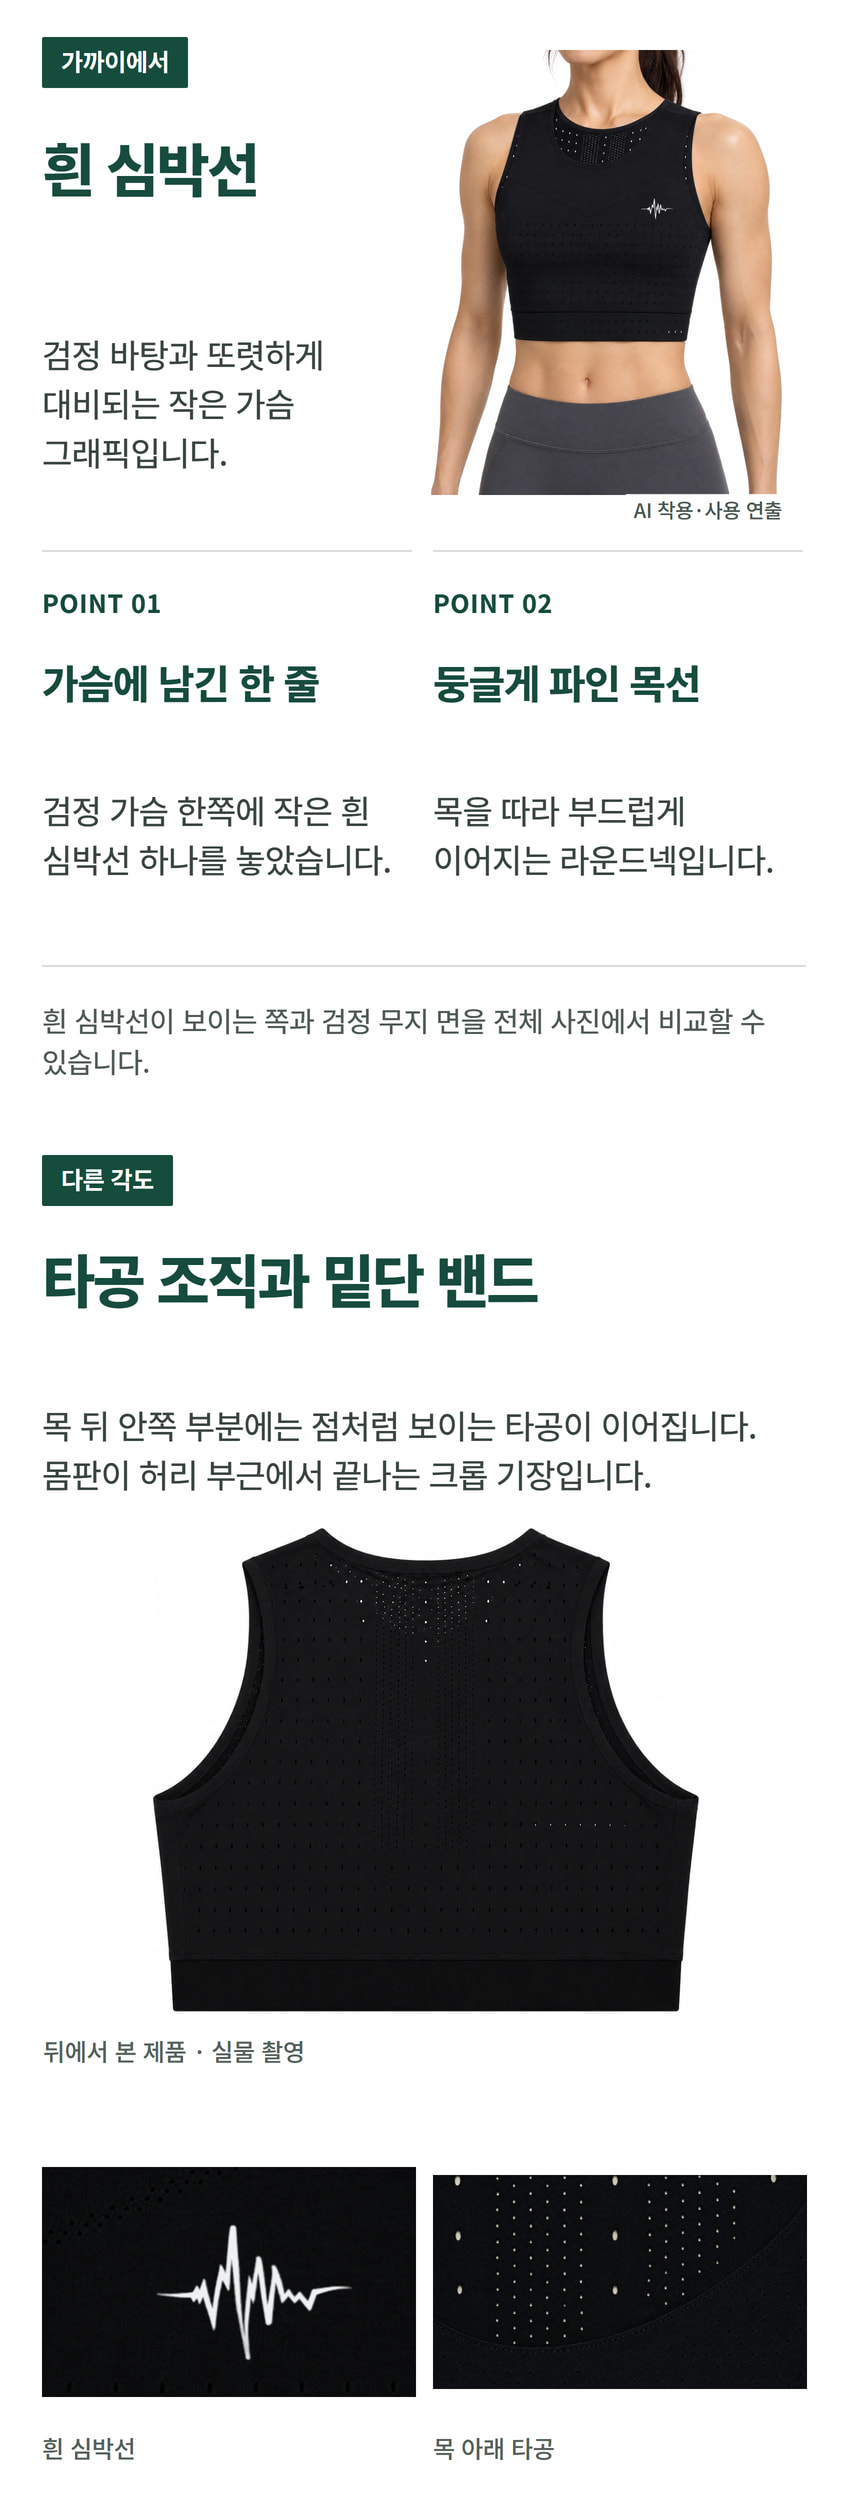 가까이에서
흰 심박선
검정 바탕과 또렷하게
대비되는 작은 가슴
그래픽입니다.
AI 착용·사용 연출
POINT 01
가슴에 남긴 한 줄
검정 가슴 한쪽에 작은 흰
심박선 하나를 놓았습니다.
POINT 02
둥글게 파인 목선
목을 따라 부드럽게
이어지는 라운드넥입니다.
흰 심박선이 보이는 쪽과 검정 무지 면을 전체 사진에서 비교할 수
있습니다.
다른 각도
타공 조직과 밑단 밴드
목 뒤 안쪽 부분에는 점처럼 보이는 타공이 이어집니다.
몸판이 허리 부근에서 끝나는 크롭 기장입니다.
뒤에서 본 제품 · 실물 촬영
흰 심박선
목 아래 타공